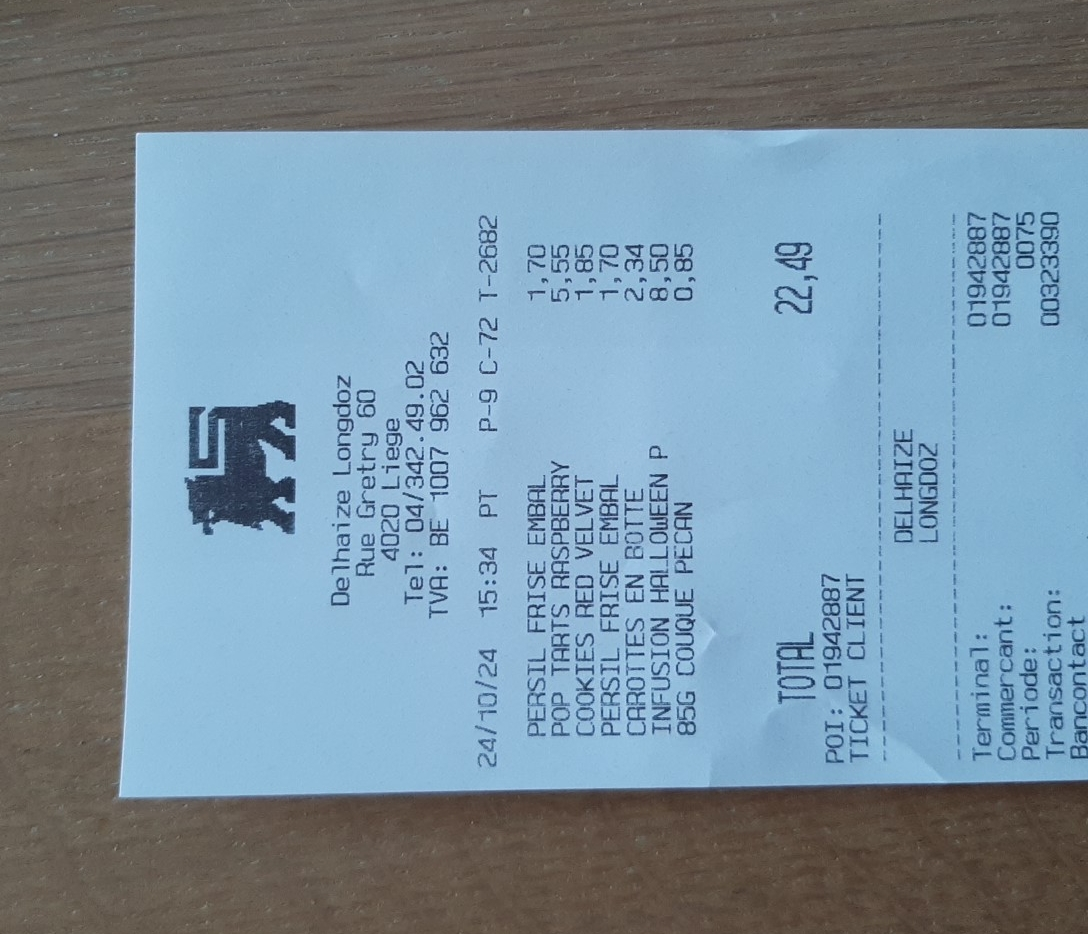 Delhaize Longdoz
Rue Gretry 60
4020 Liege
Tel: 04/342.49.02
TVA: BE 1007 962 632
24/10/24 15:34 PT P-9 C-72 T-2682
PERSIL FRISE EMBAL 1,70
POP TARTS RASPBERRY 5,55
COOKIES RED VELVET 1,85
PERSIL FRISE EMBAL 1,70
CAROTTES EN BOTTE 2,34
INFUSION HALLOWEEN P 8,50
85G COUQUE PECAN 0,85
TOTAL 22,49
POI: 01942887
TICKET CLIENT
DELHAIZE
LONGDOZ
Terminal: 01942887
Commercant: 01942887
Periode: 0075
Transaction: 00323390
Bancontact